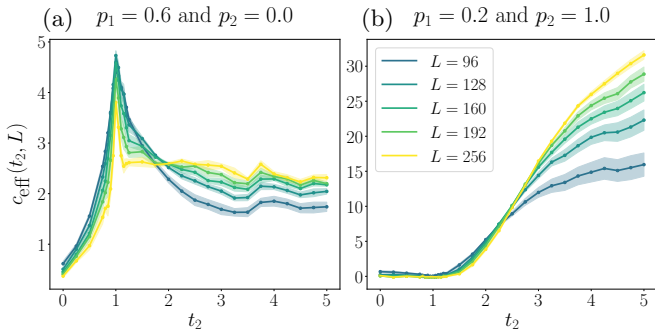 (a) p₁ = 0.6 and p₂ = 0.0
(b) p₁ = 0.2 and p₂ = 1.0
c_eff(t₂, L)
5
4
3
2
1
0 1 2 3 4 5
t₂
30
25
20
15
10
5
0
0 1 2 3 4 5
t₂
L = 96
L = 128
L = 160
L = 192
L = 256